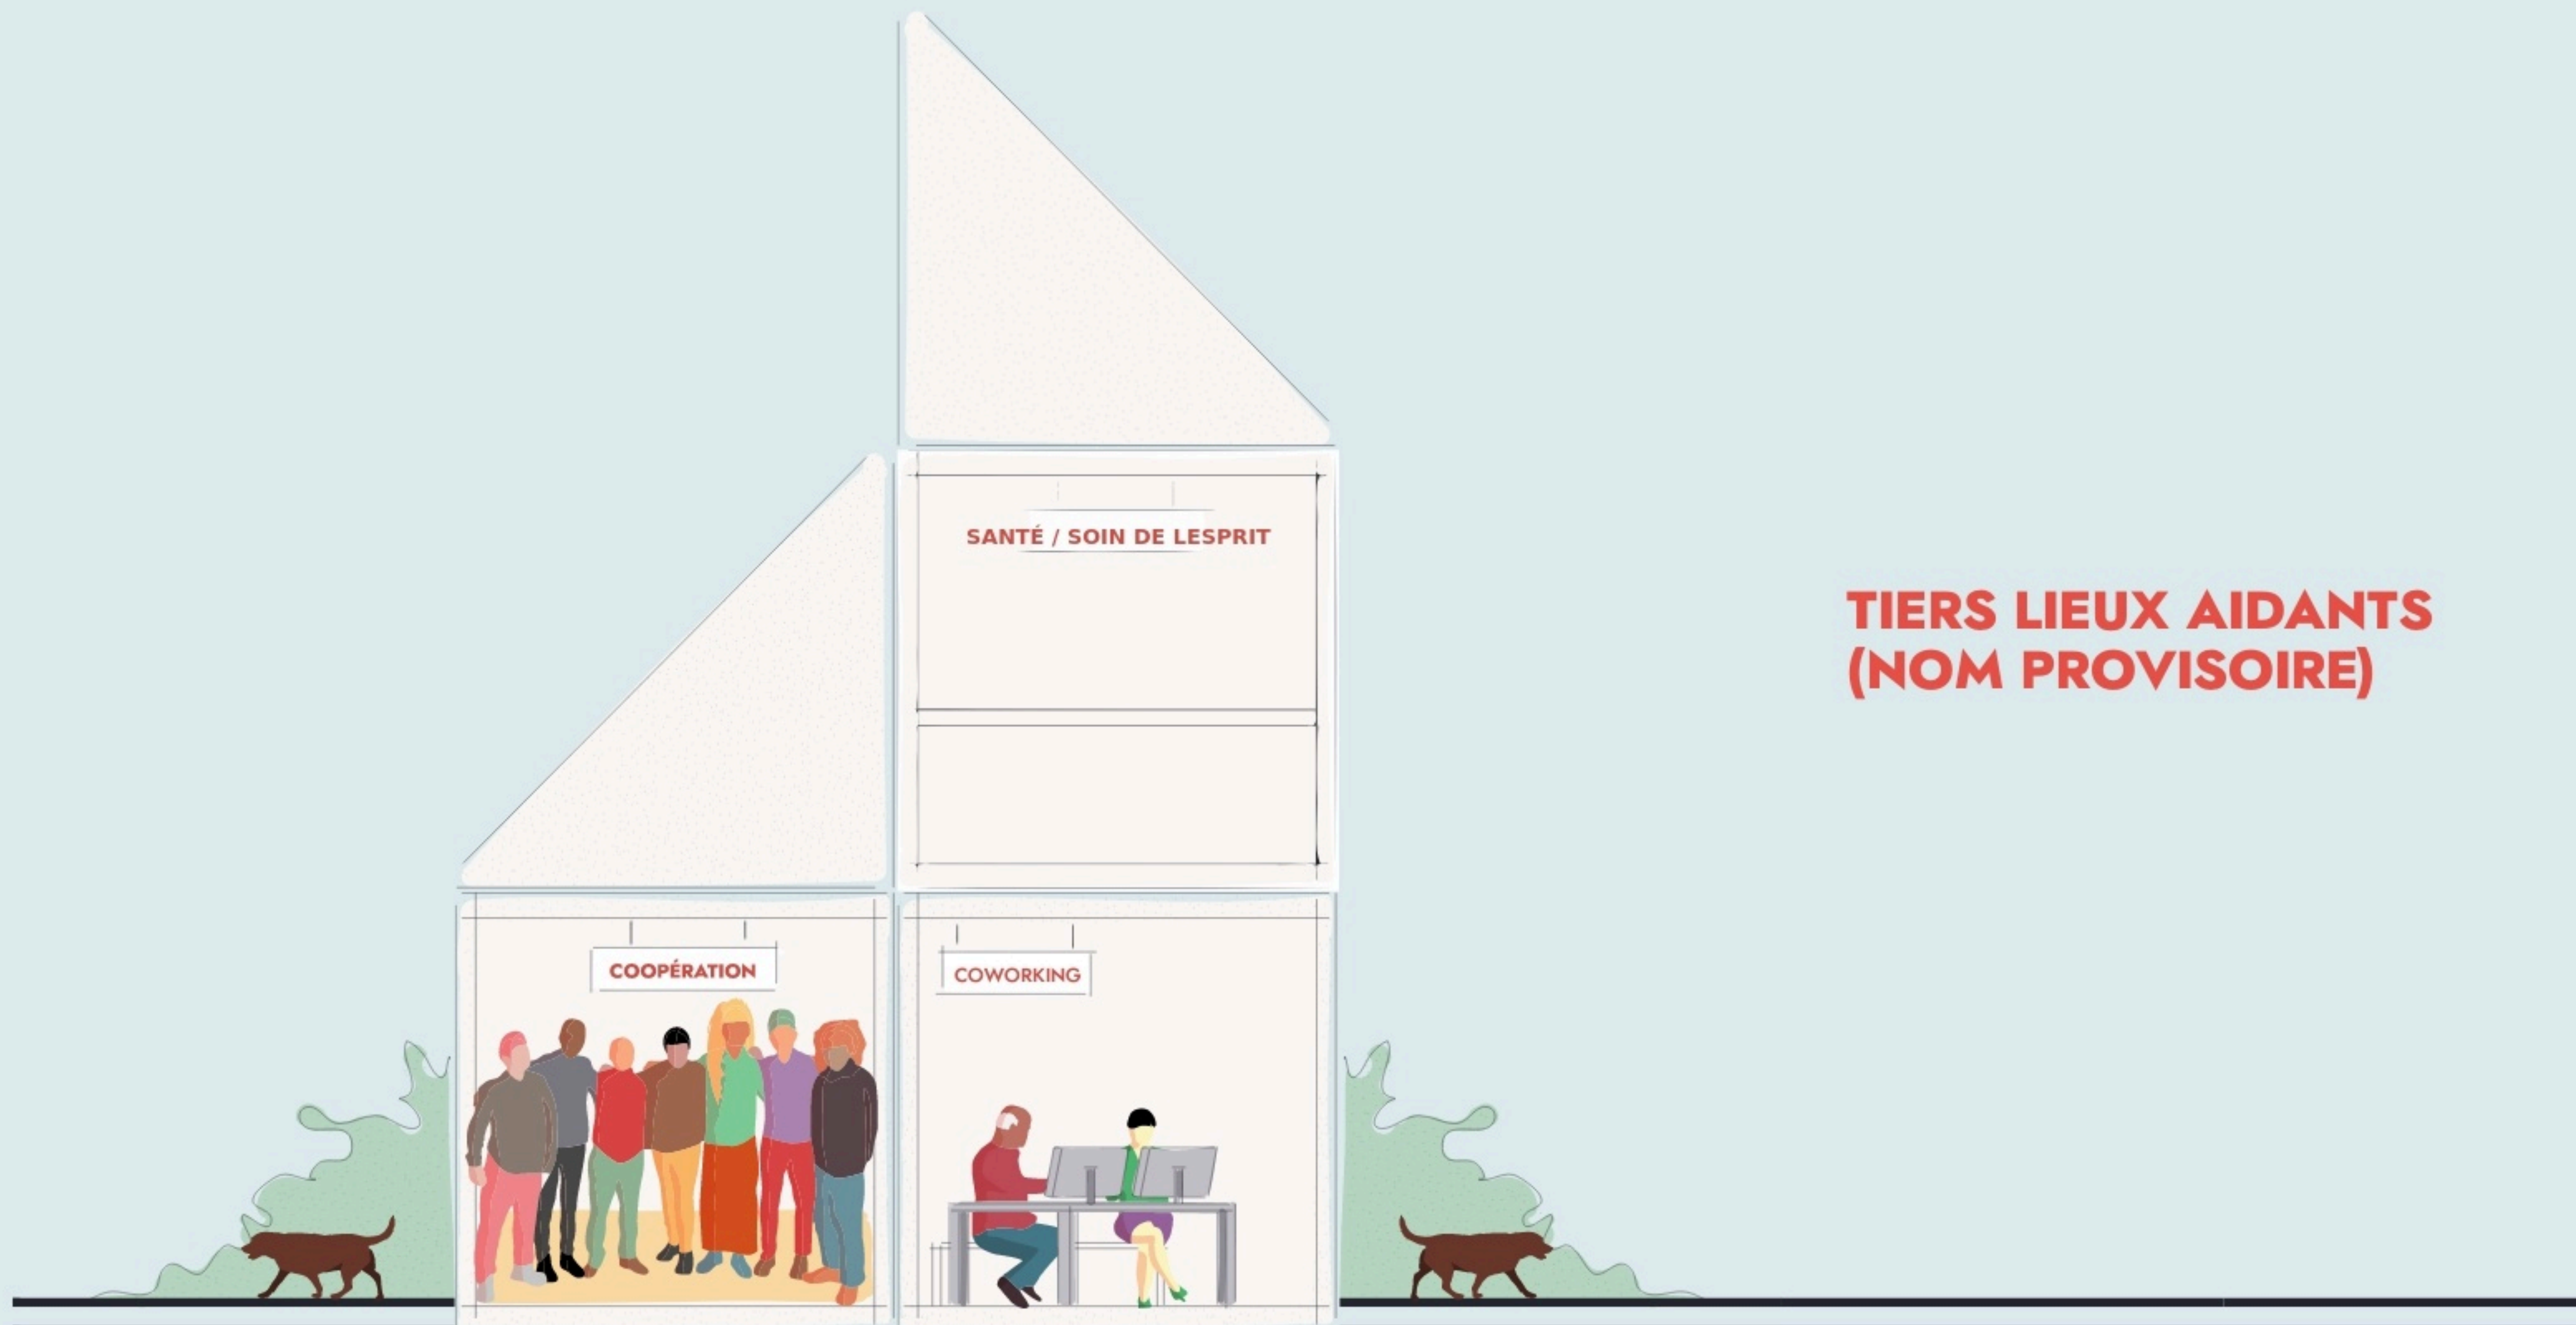 SANTÉ / SOIN DE LESPRIT
TIERS LIEUX AIDANTS
(NOM PROVISOIRE)
COOPÉRATION
COWORKING